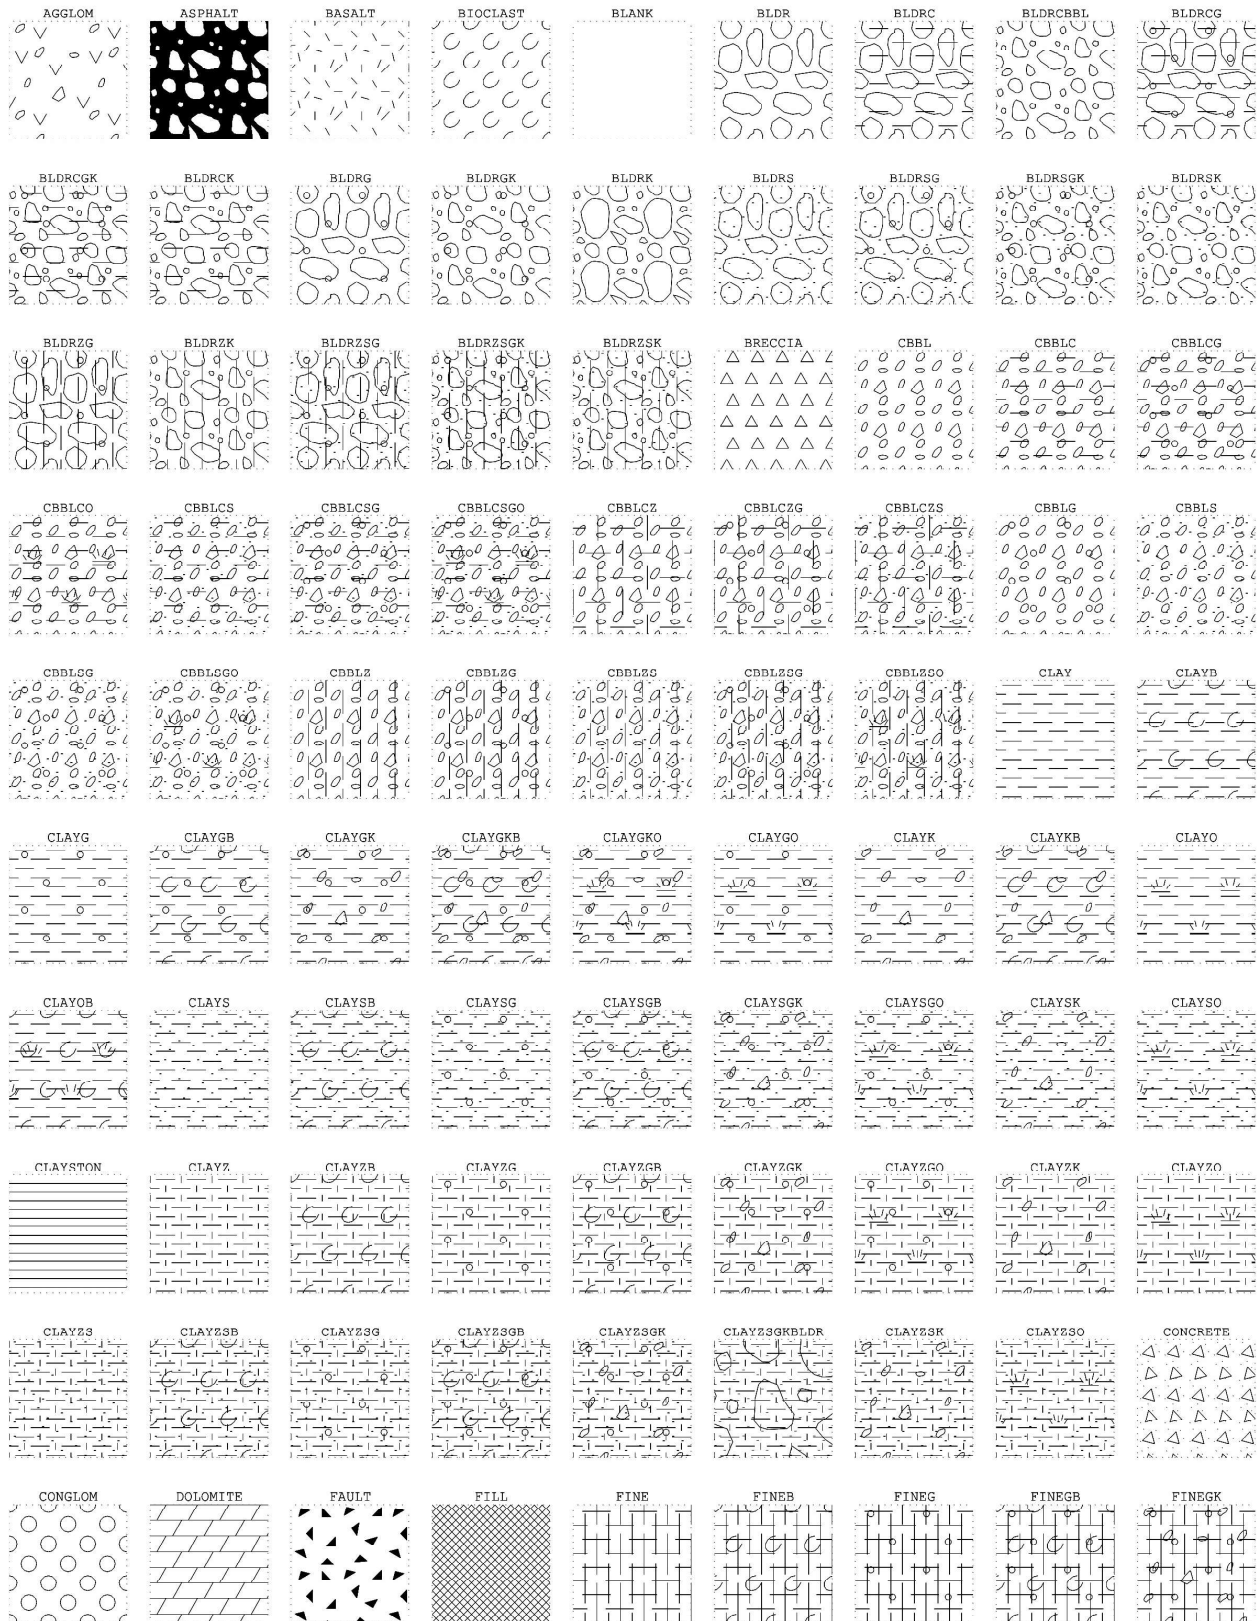 AGGLOM ASPHALT BASALT BIOCLAST BLANK BLDR BLDRC BLDRCBBL BLDRCG
BLDRCGK BLDRCK BLDRG BLDRGK BLDRK BLDRS BLDRSG BLDRSGK BLDRSK
BLDRZG BLDRZK BLDRZSG BLDRZSGK BLDRZSK BRECCIA CBBL CBBLC CBBLCG
CBBLCO CBBLCS CBBLCSG CBBLCSGO CBBLCZ CBBLCZG CBBLCZS CBBLG CBBLS
CBBLSG CBBLSGO CBBLZ CBBLZG CBBLZS CBBLZSG CBBLZSO CLAY CLAYB
CLAYG CLAYGB CLAYGK CLAYGKB CLAYGKO CLAYGO CLAYK CLAYKB CLAYO
CLAYOB CLAYS CLAYSB CLAYSG CLAYSGB CLAYSGK CLAYSGO CLAYSK CLAYSO
CLAYSTON CLAYZ CLAYZB CLAYZG CLAYZGB CLAYZGK CLAYZGO CLAYZK CLAYZO
CLAYZS CLAYZSB CLAYZSG CLAYZSGB CLAYZSGK CLAYZSGKBLDR CLAYZSK CLAYZSO CONCRETE
CONGLOM DOLOMITE FAULT FILL FINE FINEB FINEG FINEGB FINEGK